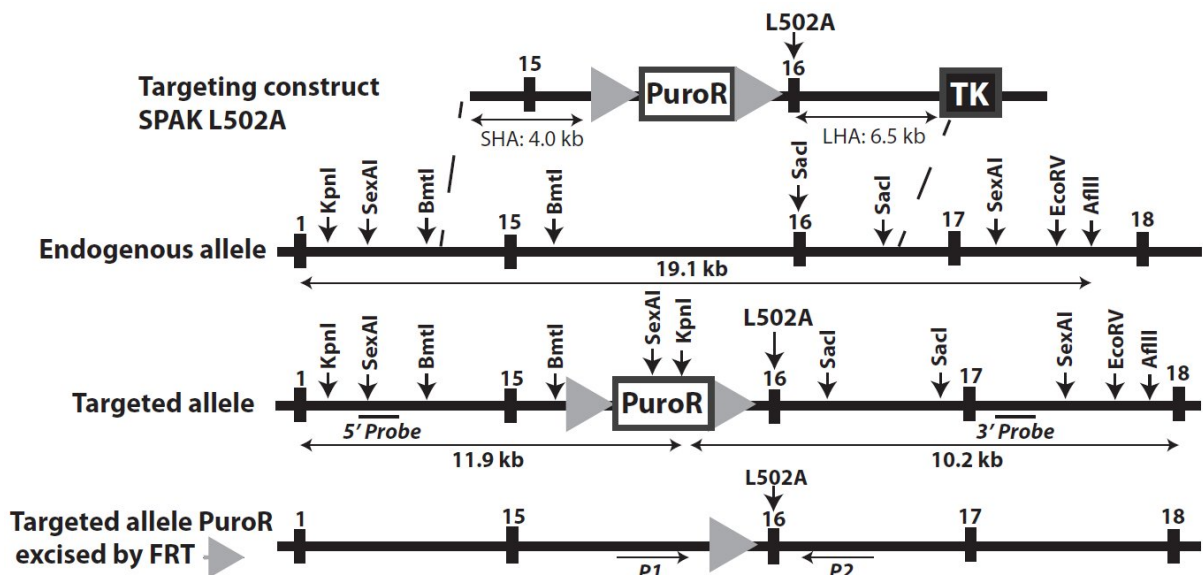 L502A
15
16
Targeting construct
SPAK L502A
PuroR
TK
SHA: 4.0 kb
LHA: 6.5 kb
KpnI
SexAI
BmtI
BmtI
SacI
SacI
SexAI
EcoRV
AflII
1
15
16
17
18
Endogenous allele
19.1 kb
KpnI
SexAI
BmtI
BmtI
SexAI
KpnI
L502A
SacI
SacI
SexAI
EcoRV
AflII
1
15
16
17
18
Targeted allele
PuroR
5' Probe
3' Probe
11.9 kb
10.2 kb
L502A
Targeted allele PuroR
excised by FRT
1
15
16
17
18
P1
P2